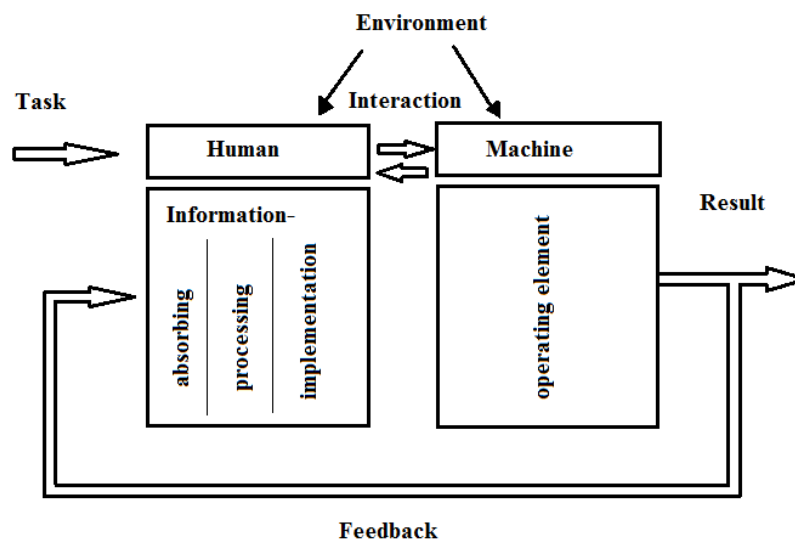 Environment
Task
Interaction
Human
Machine
Information-
absorbing
processing
implementation
operating element
Result
Feedback